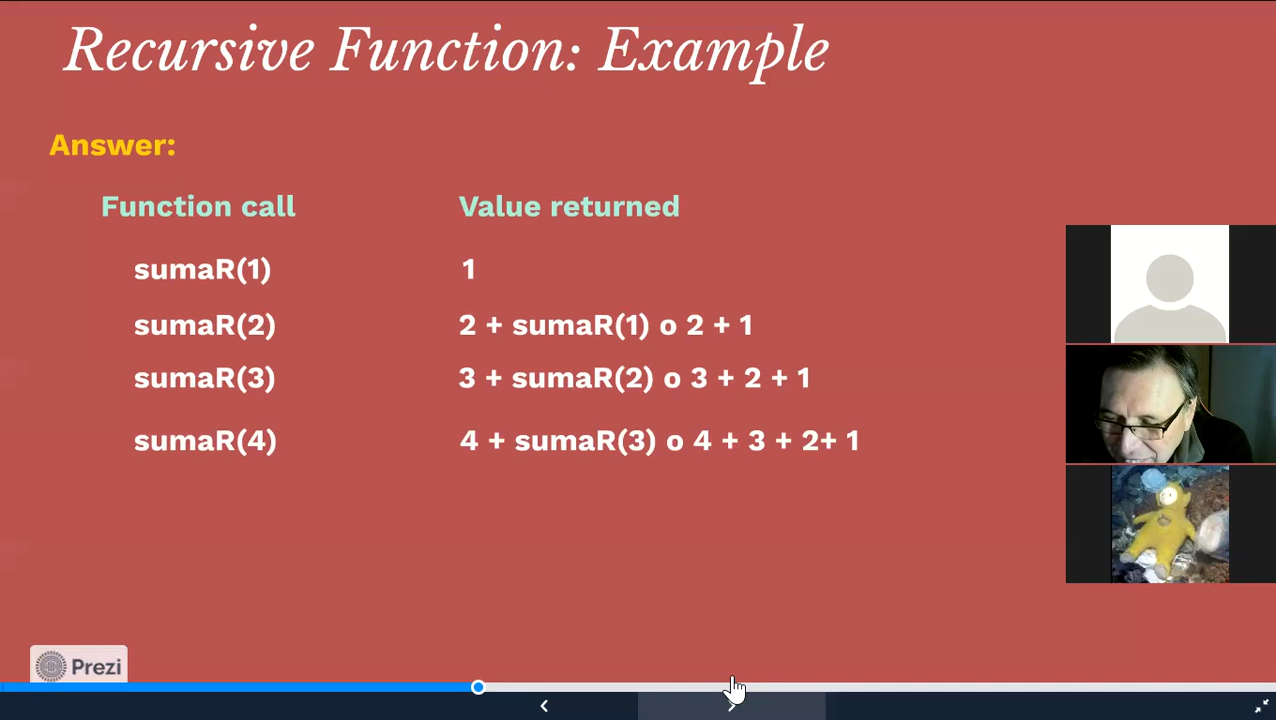 Recursive Function: Example
Answer:
Function call Value returned
sumaR(1) 1
sumaR(2) 2 + sumaR(1) o 2 + 1
sumaR(3) 3 + sumaR(2) o 3 + 2 + 1
sumaR(4) 4 + sumaR(3) o 4 + 3 + 2+ 1
Prezi